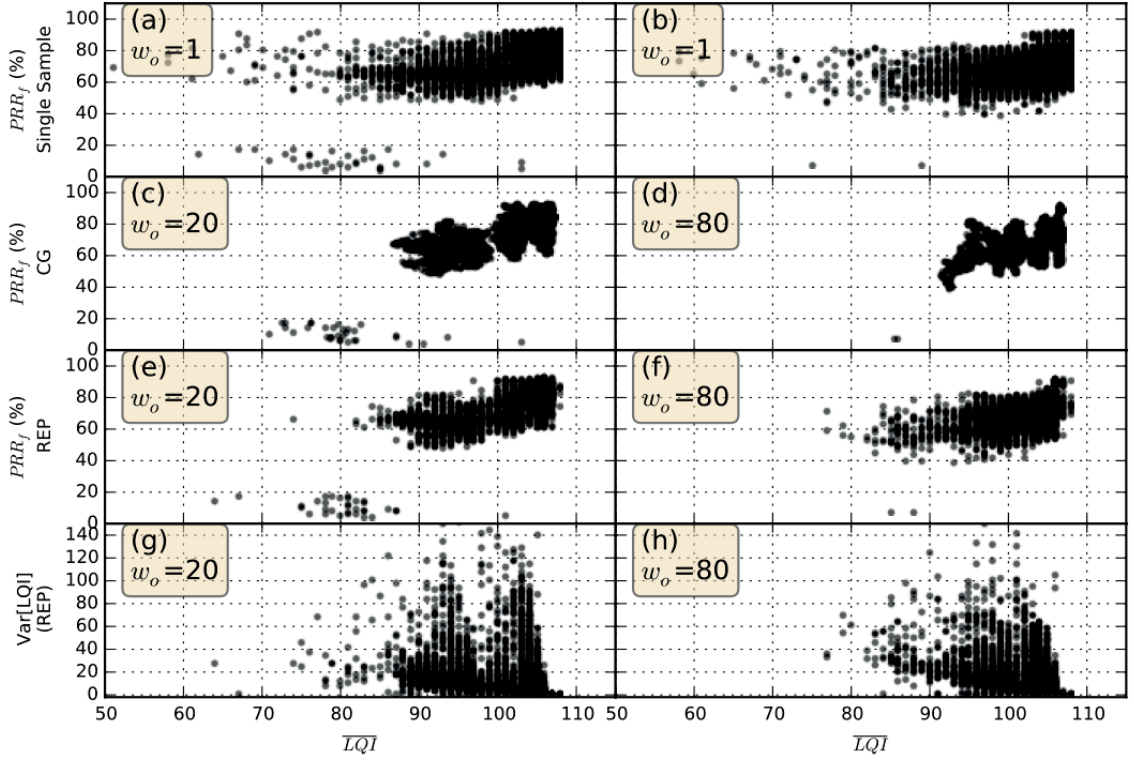 (a)
w_o=1
(b)
w_o=1
PRR_f (%)
Single Sample
100
80
60
40
20
0
(c)
w_o=20
(d)
w_o=80
PRR_f (%)
CG
100
80
60
40
20
0
(e)
w_o=20
(f)
w_o=80
PRR_f (%)
REP
100
80
60
40
20
0
(g)
w_o=20
(h)
w_o=80
Var[LQI]
(REP)
140
120
100
80
60
40
20
0
50 60 70 80 90 100 110 50 60 70 80 90 100 110
LQI LQI